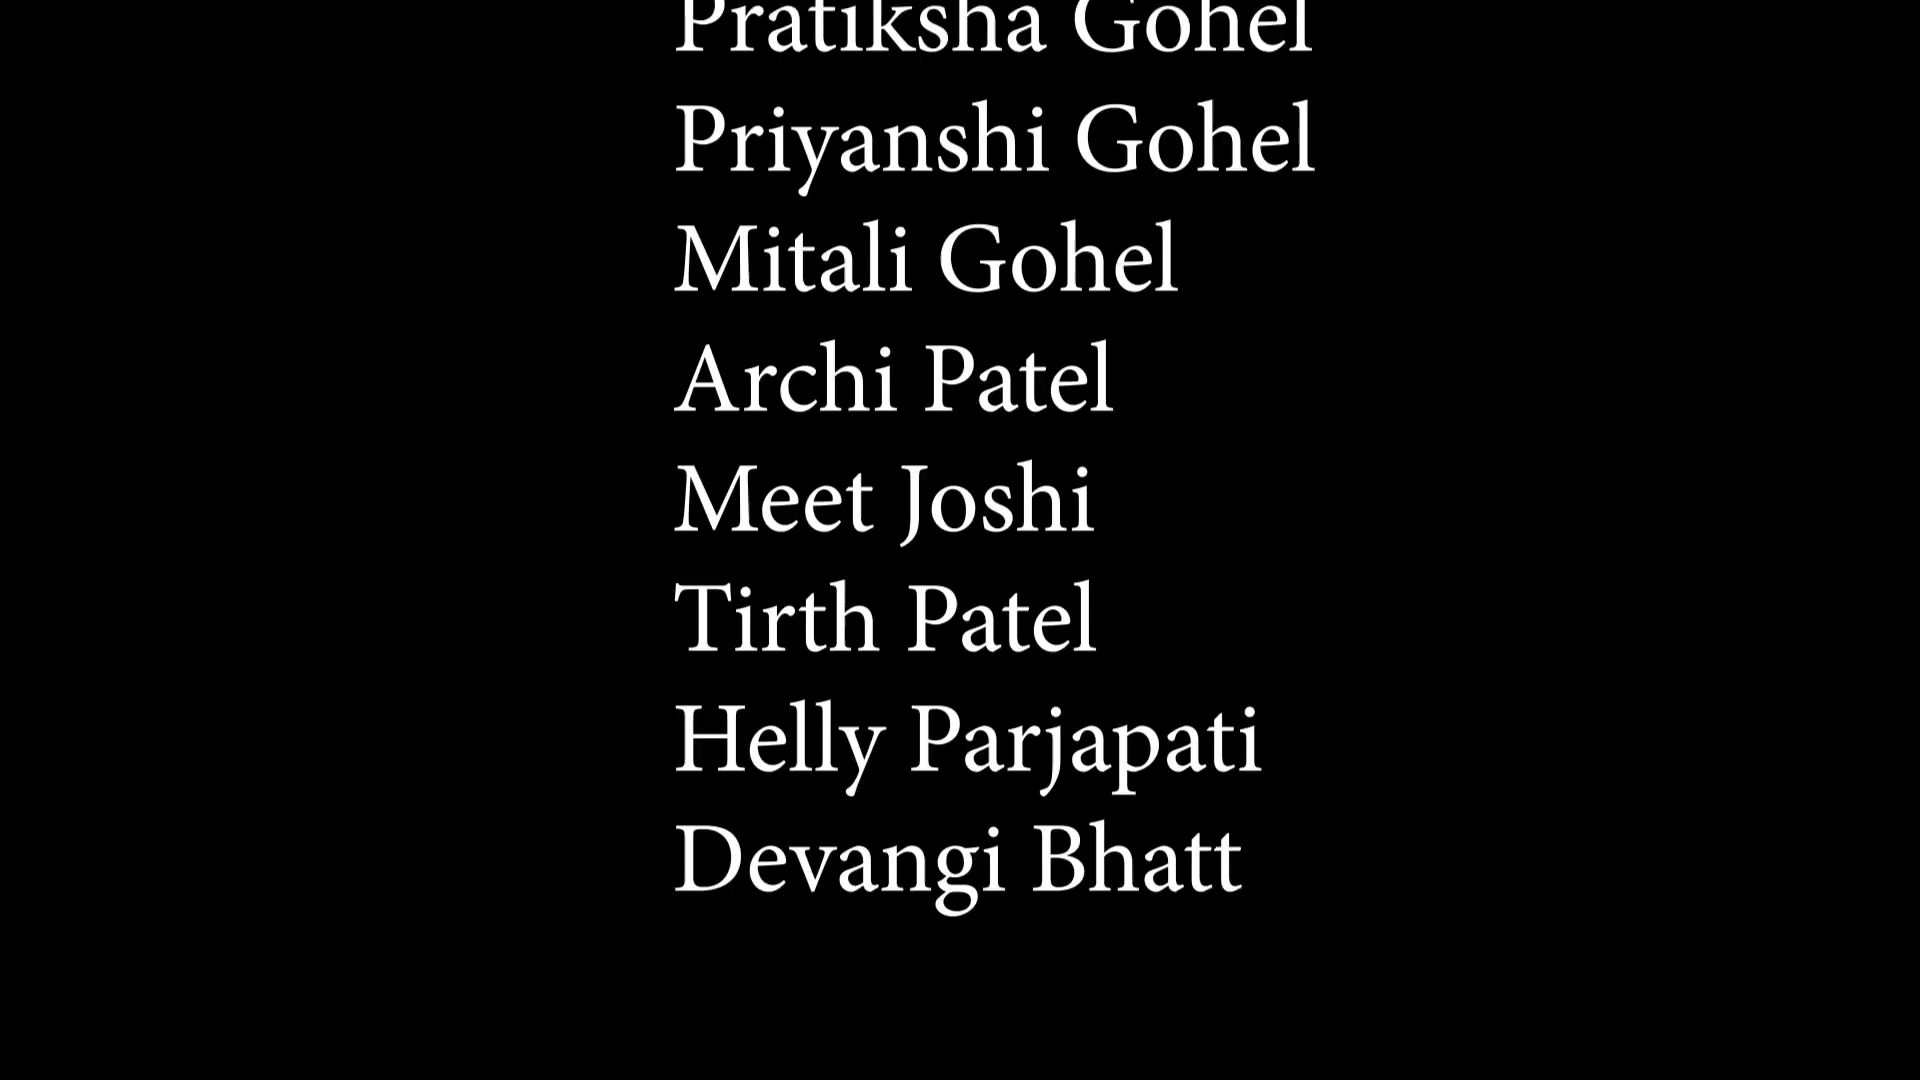 Pratiksha Gohel
Priyanshi Gohel
Mitali Gohel
Archi Patel
Meet Joshi
Tirth Patel
Helly Parjapati
Devangi Bhatt